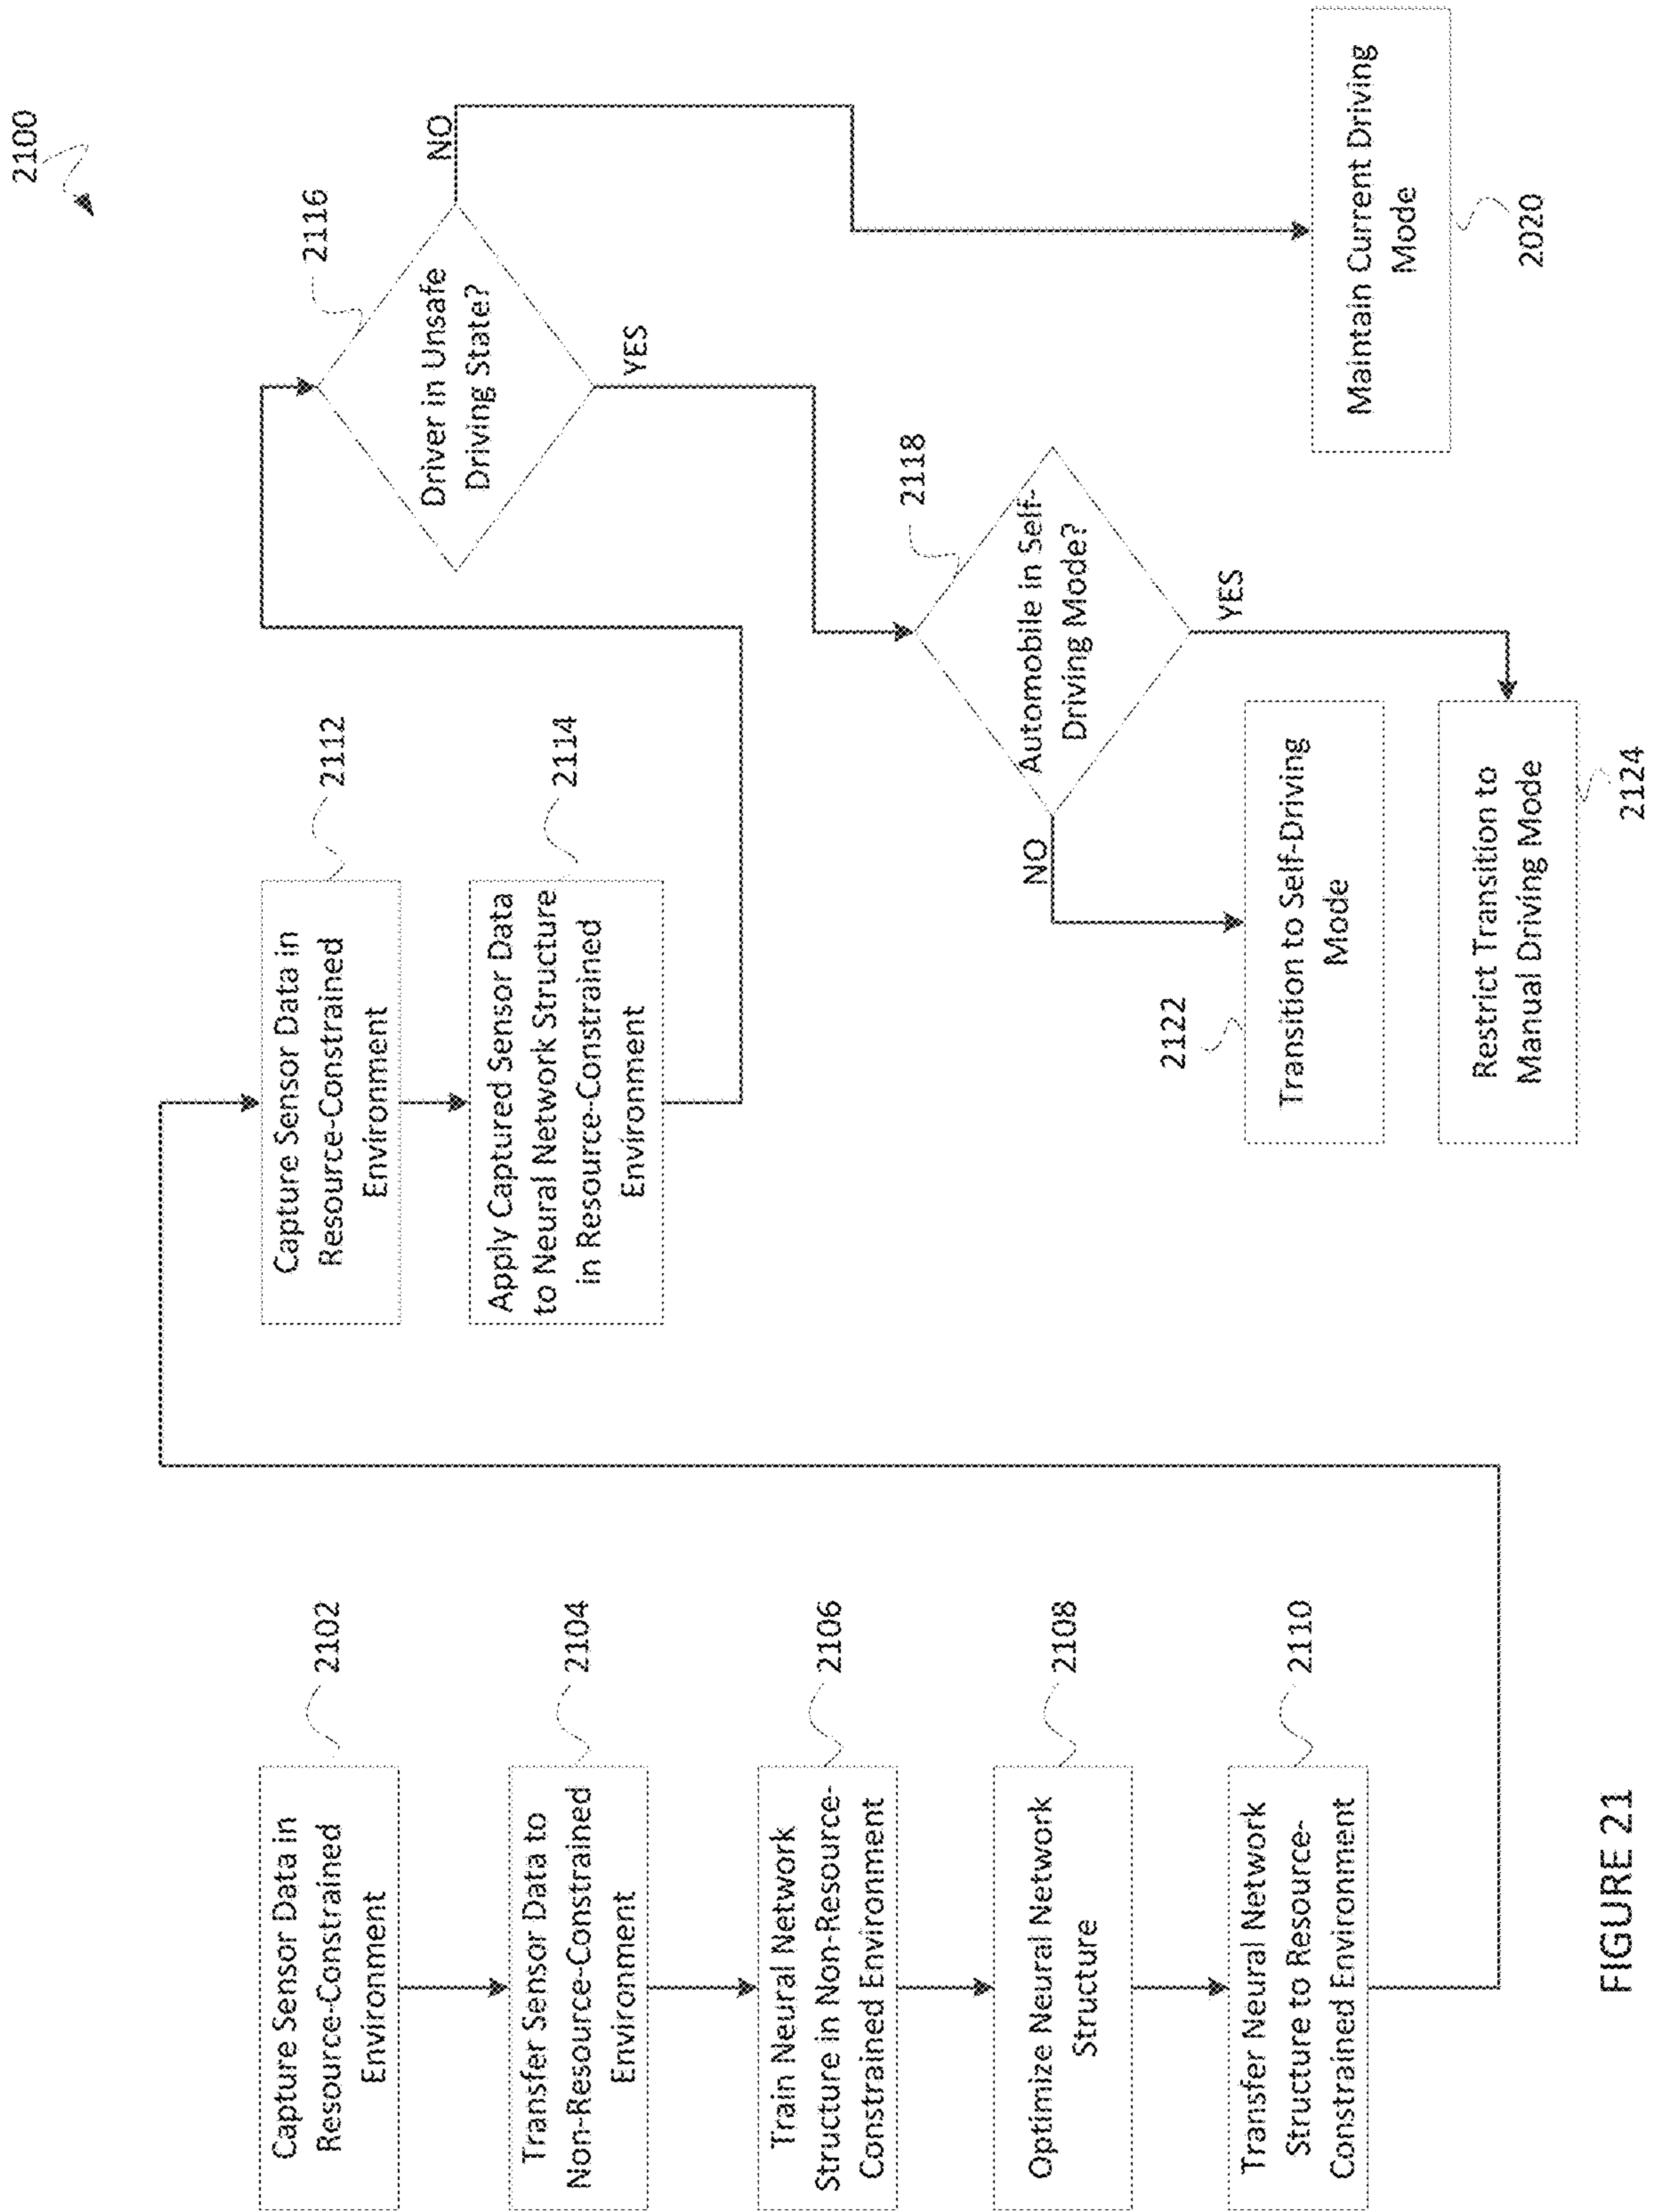 2100
Capture Sensor Data in
Resource-Constrained
Environment
2102
Transfer Sensor Data to
Non-Resource-Constrained
Environment
2104
Train Neural Network
Structure in Non-Resource-
Constrained Environment
2106
Optimize Neural Network
Structure
2108
Transfer Neural Network
Structure to Resource-
Constrained Environment
2110
Capture Sensor Data in
Resource-Constrained
Environment
2112
Apply Captured Sensor Data
to Neural Network Structure
in Resource-Constrained
Environment
2114
Driver in Unsafe
Driving State?
2116
NO
YES
Automobile in Self-
Driving Mode?
2118
NO
YES
2122
Transition to Self-Driving
Mode
Restrict Transition to
Manual Driving Mode
2124
Maintain Current Driving
Mode
2020
FIGURE 21